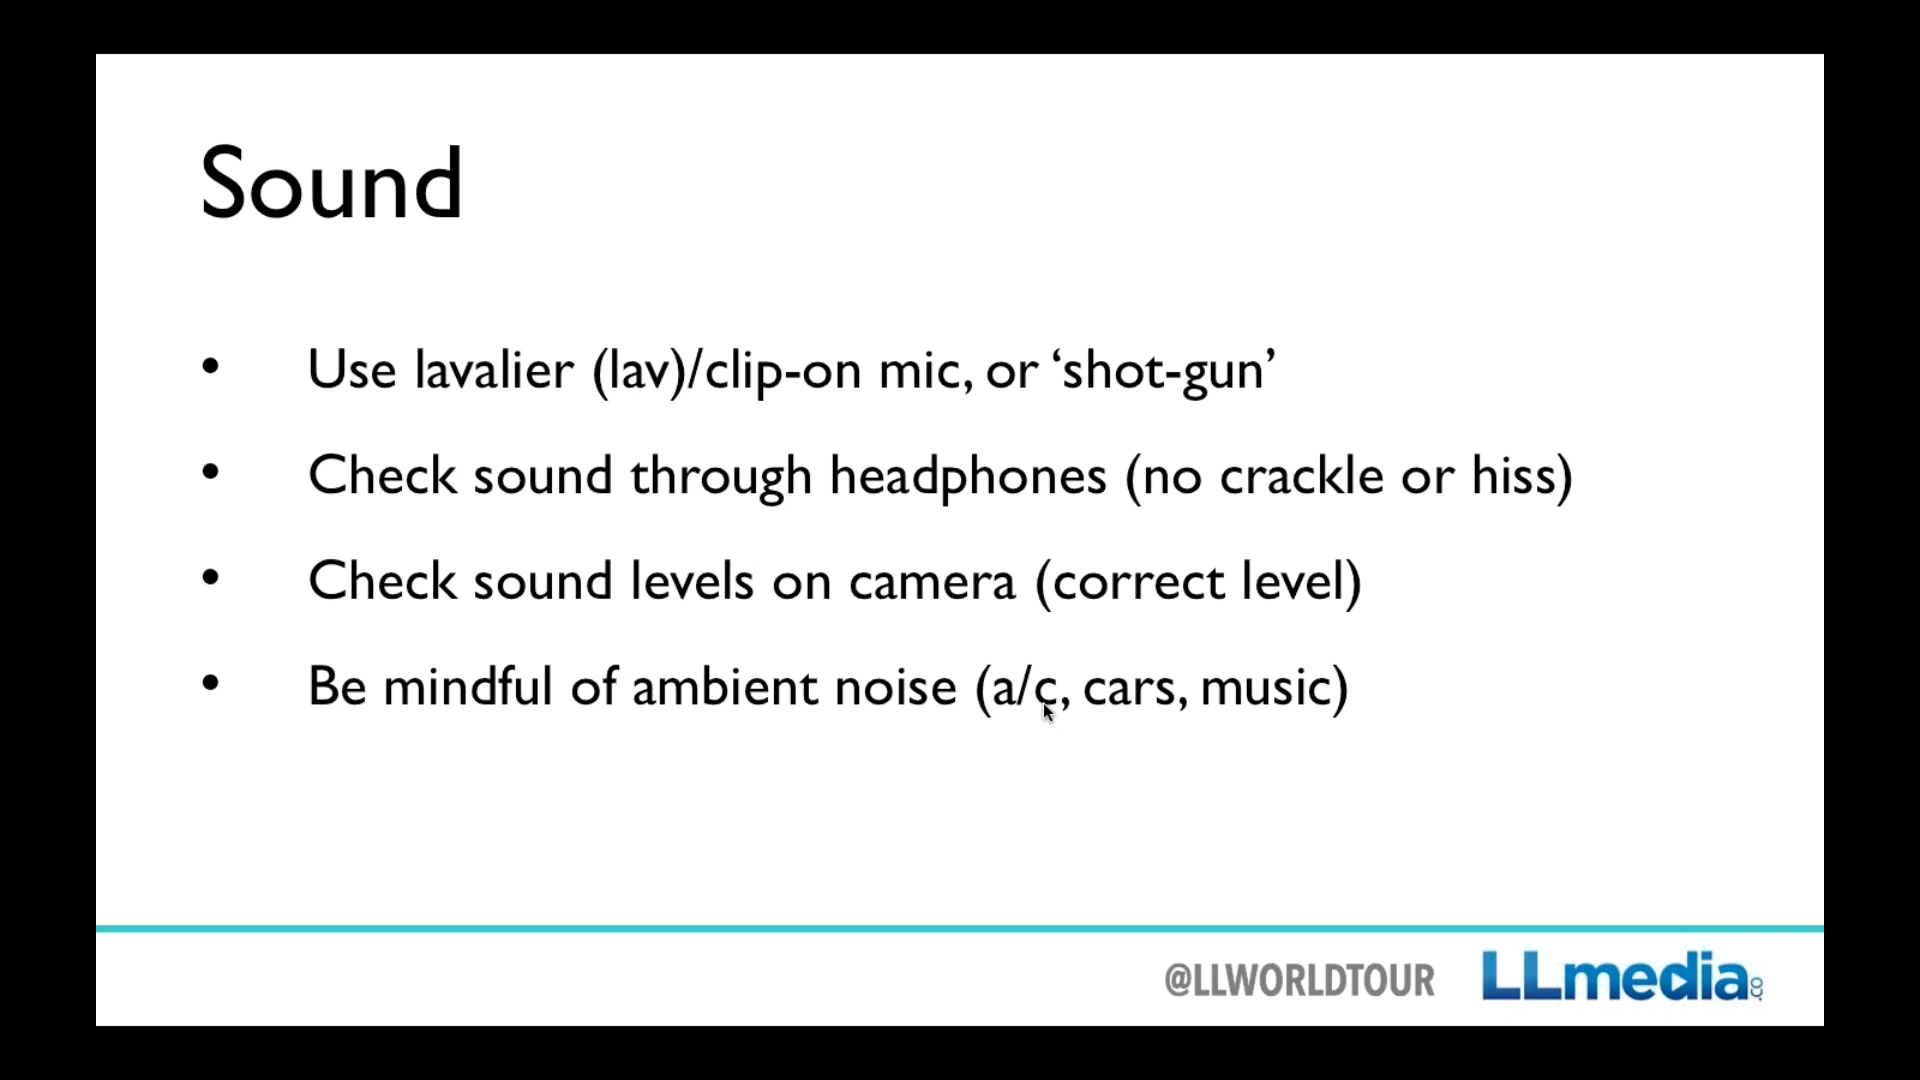 Sound
• Use lavalier (lav)/clip-on mic, or ‘shot-gun’
• Check sound through headphones (no crackle or hiss)
• Check sound levels on camera (correct level)
• Be mindful of ambient noise (a/c, cars, music)
@LLWORLDTOUR LLmedia.co